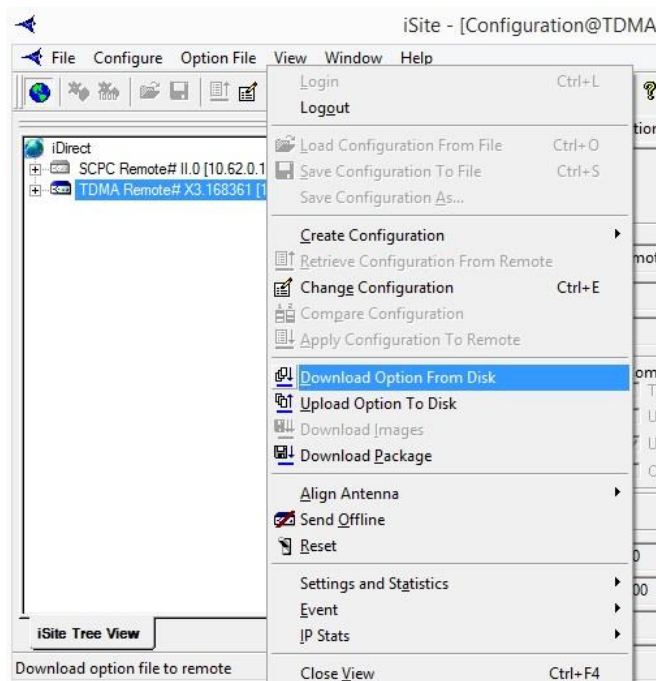 iSite - [Configuration@TDMA
File Configure Option File View Window Help
iDirect
SCPC Remote# II.0 [10.62.0.1
TDMA Remote# X3.168361 [1
Login Ctrl+L
Logout
Load Configuration From File Ctrl+O
Save Configuration To File Ctrl+S
Save Configuration As...
Create Configuration
Retrieve Configuration From Remote
Change Configuration Ctrl+E
Compare Configuration
Apply Configuration To Remote
Download Option From Disk
Upload Option To Disk
Download Images
Download Package
Align Antenna
Send Offline
Reset
Settings and Statistics
Event
IP Stats
Close View Ctrl+F4
iSite Tree View
Download option file to remote